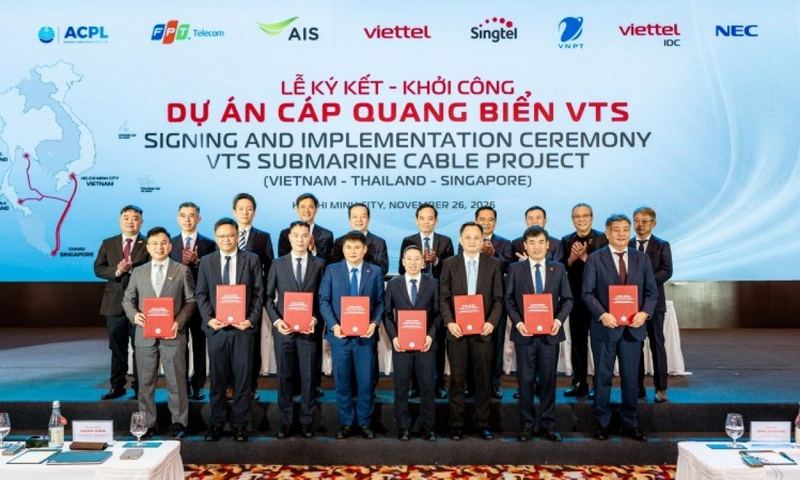 ACPL
FPT Telecom
AIS
viettel
Singtel
VNPT
viettel
IDC
NEC
LỄ KÝ KẾT - KHỞI CÔNG
DỰ ÁN CÁP QUANG BIỂN VTS
SIGNING AND IMPLEMENTATION CEREMONY
VTS SUBMARINE CABLE PROJECT
(VIETNAM - THAILAND - SINGAPORE)
CHI MINH CITY, NOVEMBER 26, 2026
HO CHI MINH CITY
VIETNAM
CHANGI
SINGAPORE